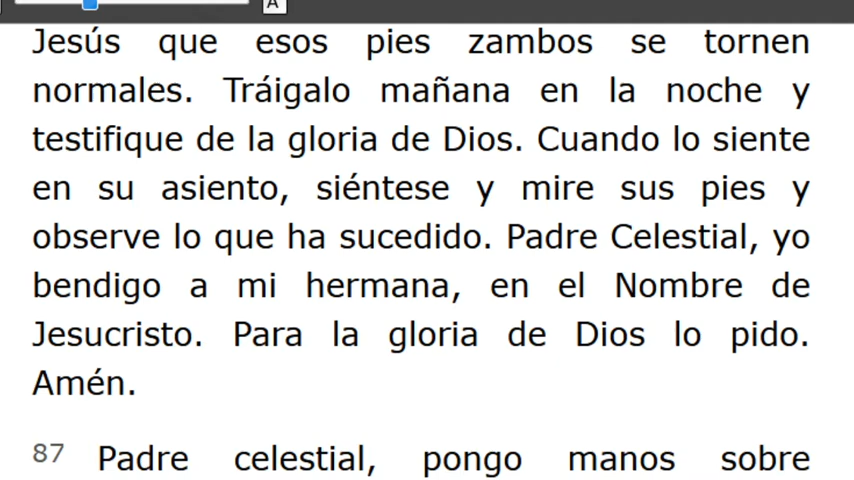 A
Jesús que esos pies zambos se tornen
normales. Tráigalo mañana en la noche y
testifique de la gloria de Dios. Cuando lo siente
en su asiento, siéntese y mire sus pies y
observe lo que ha sucedido. Padre Celestial, yo
bendigo a mi hermana, en el Nombre de
Jesucristo. Para la gloria de Dios lo pido.
Amén.
87 Padre celestial, pongo manos sobre